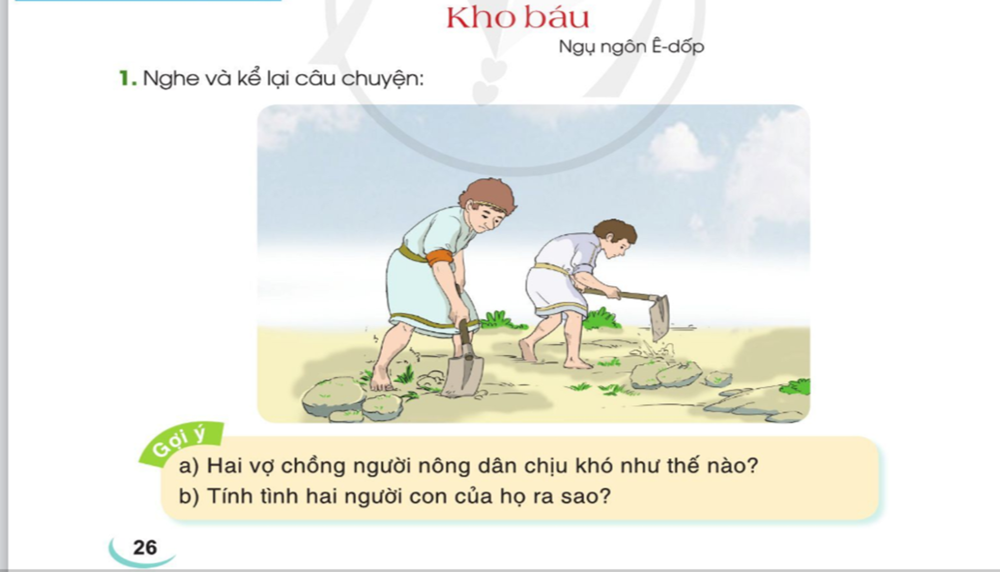 Kho báu
Ngụ ngôn Ê-dốp
1. Nghe và kể lại câu chuyện:
Gợi ý
a) Hai vợ chồng người nông dân chịu khó như thế nào?
b) Tính tình hai người con của họ ra sao?
26